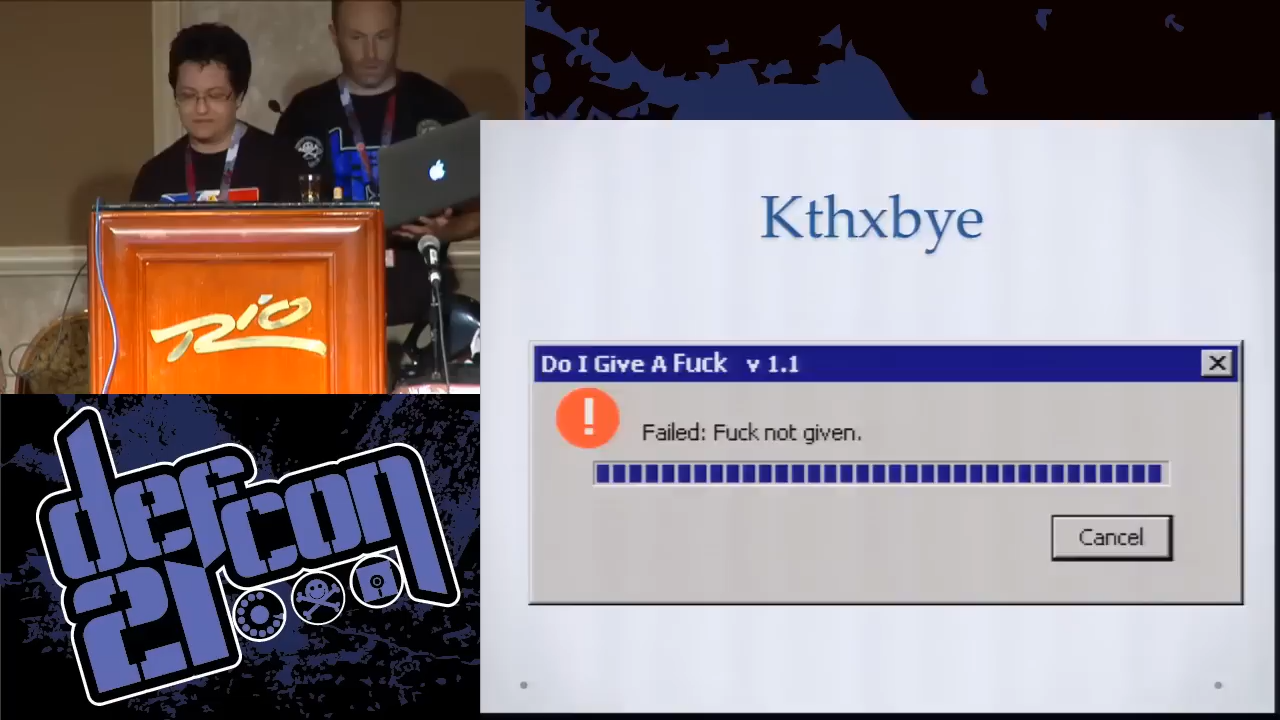 Kthxbye
Do I Give A Fuck v 1.1
Failed: Fuck not given.
Cancel
Rio
defcon
21